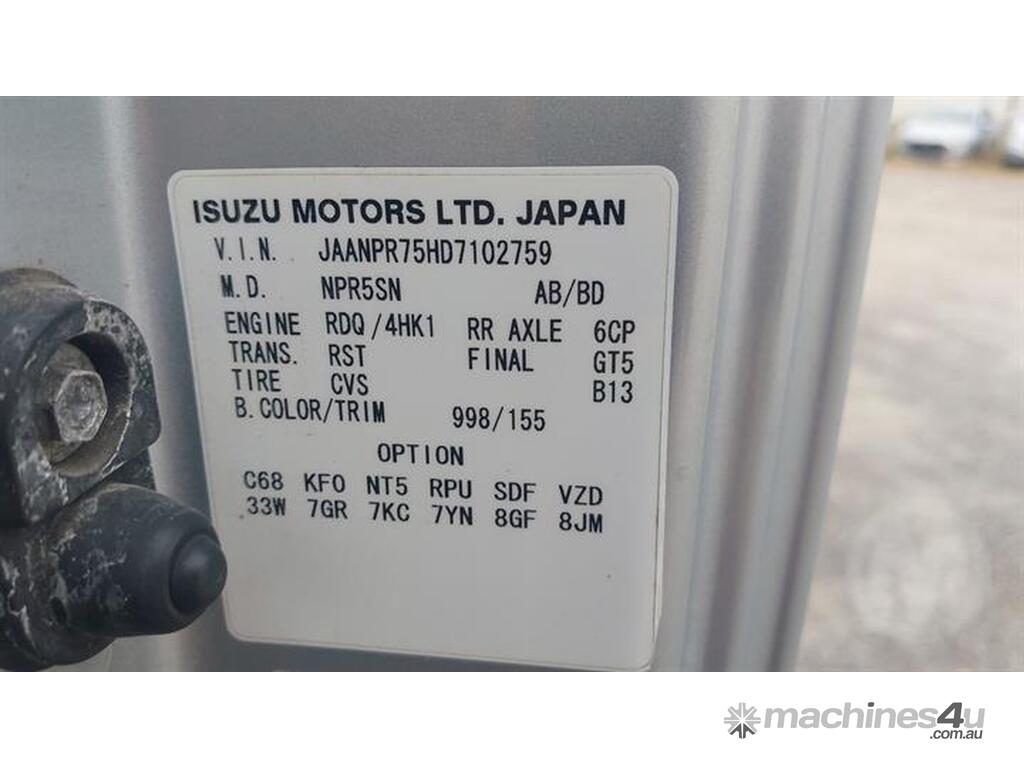 ISUZU MOTORS LTD. JAPAN
V.I.N. JAANPR75HD7102759
M.D. NPR5SN AB/BD
ENGINE RDQ/4HK1 RR AXLE 6CP
TRANS. RST FINAL GT5
TIRE CVS B13
B.COLOR/TRIM 998/155
OPTION
C68 KFO NT5 RPU SDF VZD
33W 7GR 7KC 7YN 8GF 8JM
machines4u
.com.au